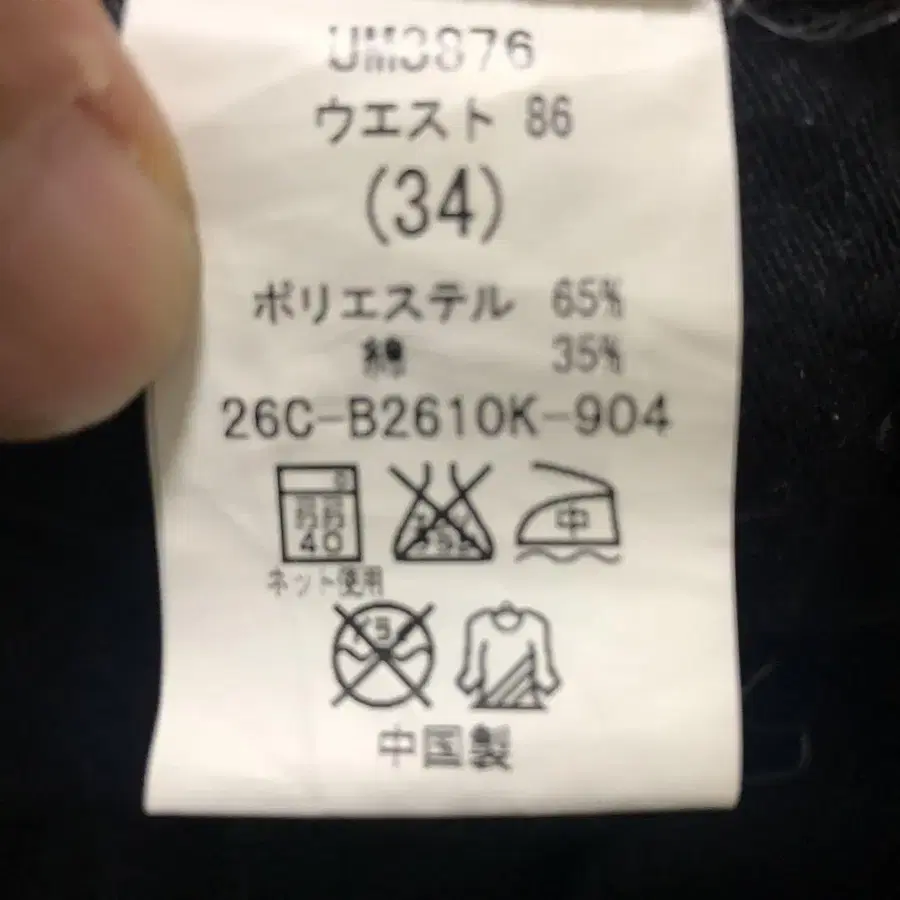 UM3876
ウエスト 86
(34)
ポリエステル 65%
綿 35%
26C-B2610K-904
弱 40
ネット使用
中
中国製